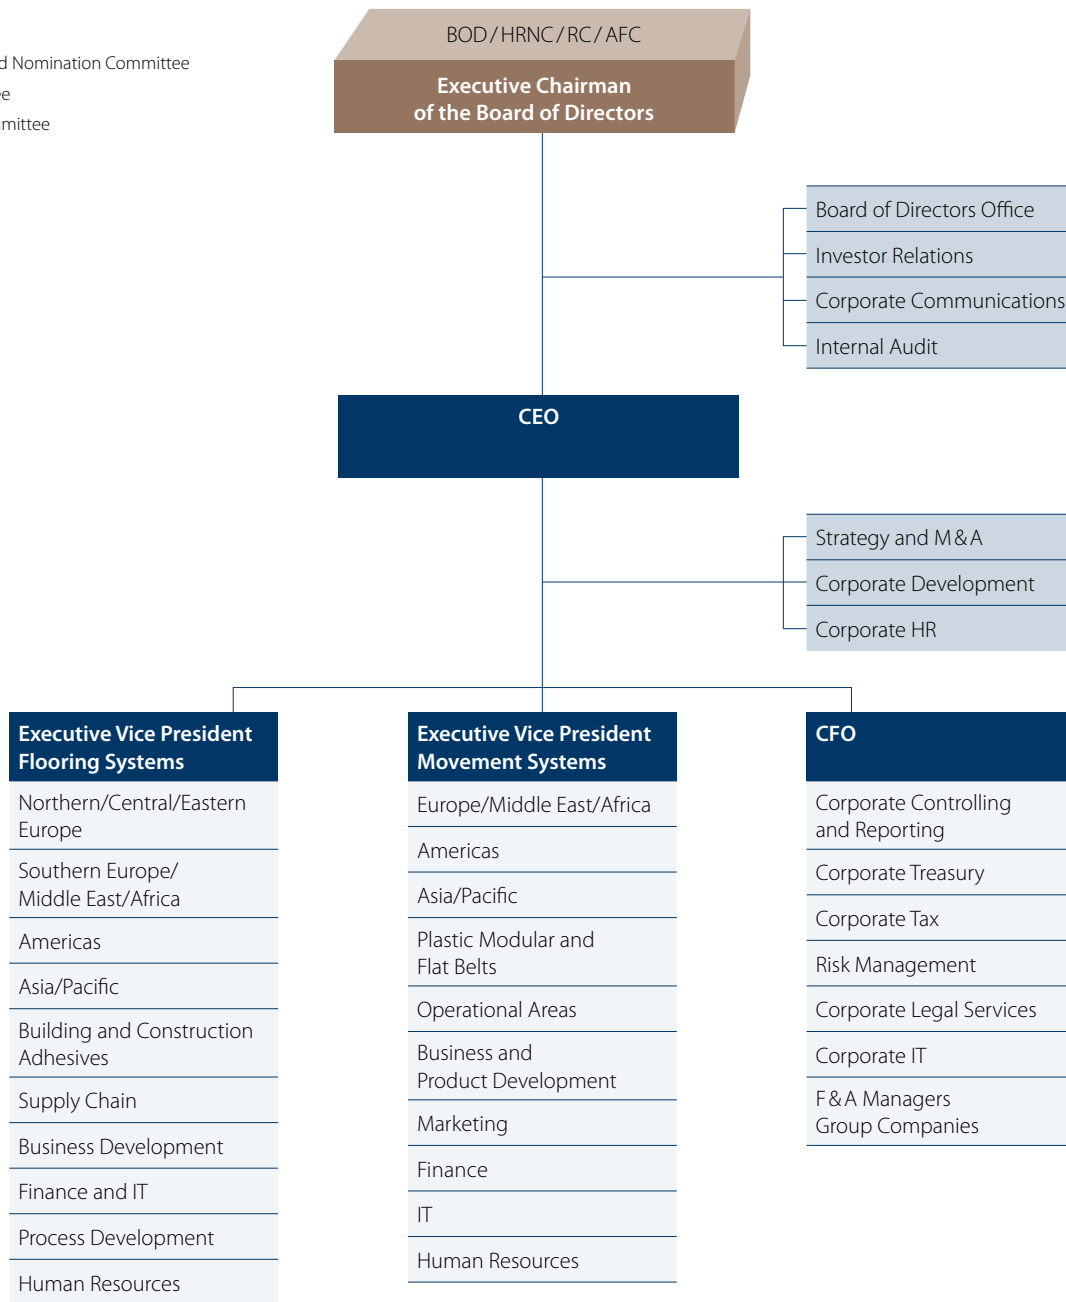 BOD / HRNC / RC / AFC
Nomination Committee
Executive Chairman
of the Board of Directors
Board of Directors Office
Investor Relations
Corporate Communications
Internal Audit
CEO
Strategy and M & A
Corporate Development
Corporate HR
Executive Vice President
Flooring Systems
Northern/Central/Eastern
Europe
Southern Europe/
Middle East/Africa
Americas
Asia/Pacific
Building and Construction
Adhesives
Supply Chain
Business Development
Finance and IT
Process Development
Human Resources
Executive Vice President
Movement Systems
Europe/Middle East/Africa
Americas
Asia/Pacific
Plastic Modular and
Flat Belts
Operational Areas
Business and
Product Development
Marketing
Finance
IT
Human Resources
CFO
Corporate Controlling
and Reporting
Corporate Treasury
Corporate Tax
Risk Management
Corporate Legal Services
Corporate IT
F & A Managers
Group Companies